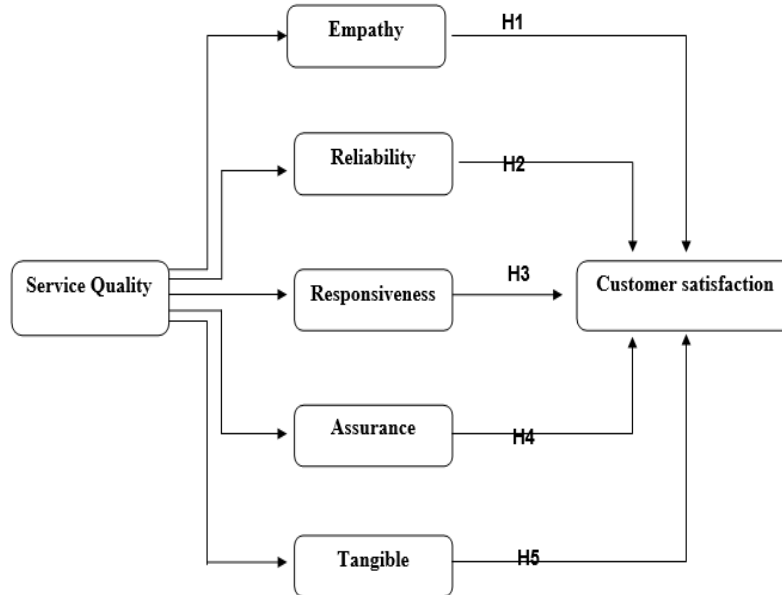 Empathy
H1
Reliability
H2
Service Quality
Responsiveness
H3
Customer satisfaction
Assurance
H4
Tangible
H5